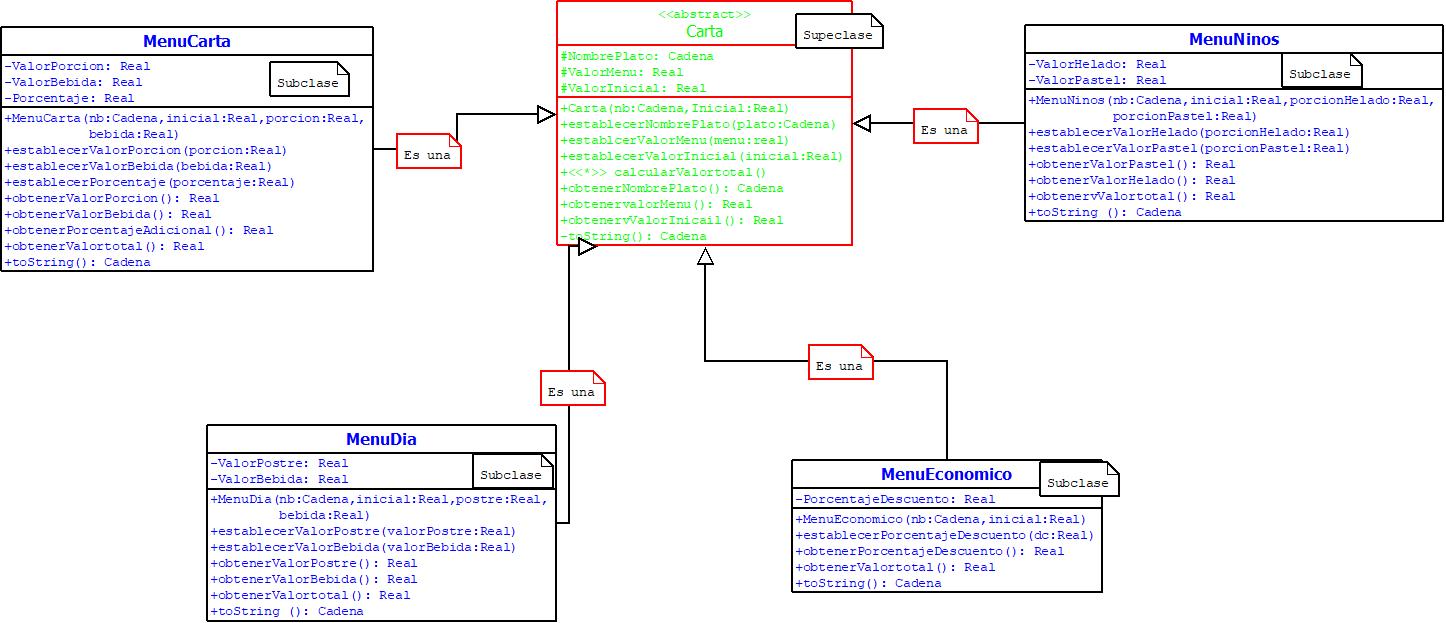 MenuCarta
-ValorPorcion: Real
-ValorBebida: Real
-Porcentaje: Real
Subclase
+MenuCarta(nb:Cadena,inicial:Real,porcion:Real,
bebida:Real)
+establecerValorPorcion(porcion:Real)
+establecerValorBebida(bebida:Real)
+establecerPorcentaje(porcentaje:Real)
+obtenerValorPorcion(): Real
+obtenerValorBebida(): Real
+obtenerPorcentajeAdicional(): Real
+obtenerValortotal(): Real
+toString(): Cadena
Es una
<<abstract>>
Carta
Supeclase
#NombrePlato: Cadena
#ValorMenu: Real
#ValorInicial: Real
+Carta(nb:Cadena,Inicial:Real)
+establecerNombrePlato(plato:Cadena)
+establcerValorMenu(menu:real)
+establecerValorInicial(inicial:Real)
+<<*>> calcularValortotal()
+obtenerNombrePlato(): Cadena
+obtenervalorMenu(): Real
+obtenervValorInicail(): Real
-toString(): Cadena
Es una
MenuNinos
-ValorHelado: Real
-ValorPastel: Real
Subclase
+MenuNinos(nb:Cadena,inicial:Real,porcionHelado:Real,
porcionPastel:Real)
+establecerValorHelado(porcionHelado:Real)
+establecerValorPastel(porcionPastel:Real)
+obtenerValorPastel(): Real
+obtenerValorHelado(): Real
+obtenervValortotal(): Real
+toString (): Cadena
Es una
Es una
MenuDia
-ValorPostre: Real
-ValorBebida: Real
Subclase
+MenuDia(nb:Cadena,inicial:Real,postre:Real,
bebida:Real)
+establecerValorPostre(valorPostre:Real)
+establecerValorBebida(valorBebida:Real)
+obtenerValorPostre(): Real
+obtenerValorBebida(): Real
+obtenerValortotal(): Real
+toString (): Cadena
MenuEconomico
Subclase
-PorcentajeDescuento: Real
+MenuEconomico(nb:Cadena,inicial:Real)
+establecerPorcentajeDescuento(dc:Real)
+obtenerPorcentajeDescuento(): Real
+obtenerValortotal(): Real
+toString(): Cadena